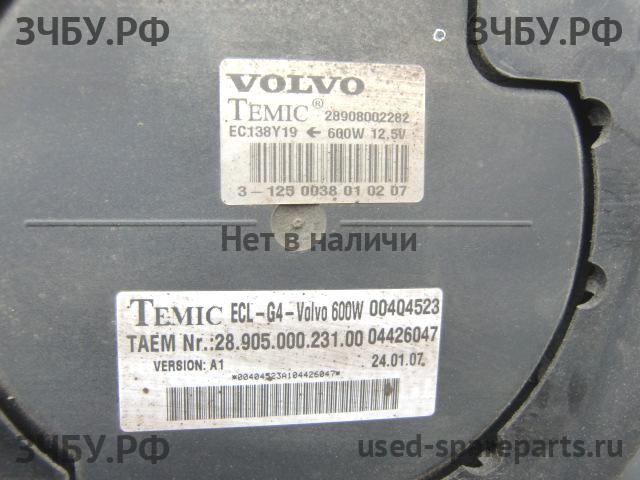 ЗЧБУ.РФ
ЗЧБУ.РФ
VOLVO
TEMIC® 28908002282
EC138Y19 ← 600W 12.5V
3-125 0038 01 02 07
Нет в наличи
TEMIC ECL-G4-Volvo 600W 00404523
TAEM Nr.:28.905.000.231.00 04426047
VERSION: A1 24.01.07
*00404523A104426047*
ЗЧБУ.РФ
used-spareparts.ru